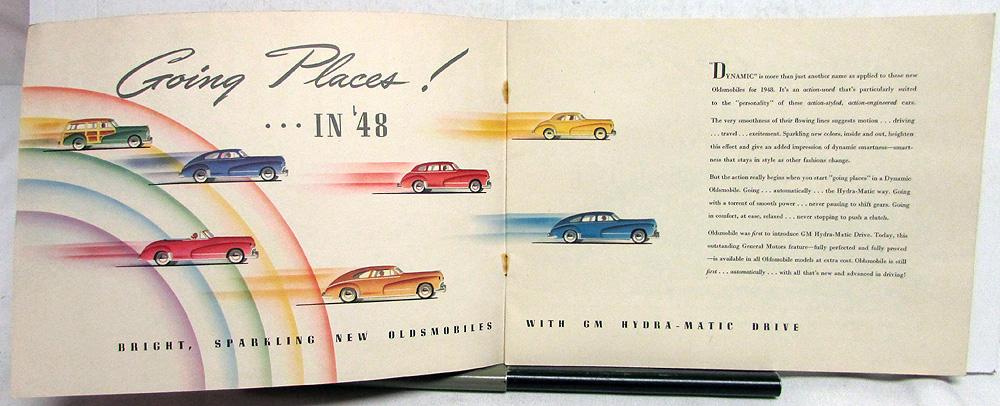 Going Places!
... IN '48
BRIGHT, SPARKLING NEW OLDSMOBILES WITH GM HYDRA-MATIC DRIVE
"DYNAMIC" is more than just another name as applied to these new
Oldsmobiles for 1948. It's an action-word that's particularly suited
to the "personality" of these action-styled, action-engineered cars.
The very smoothness of their flowing lines suggests motion . . . driving
. . . travel . . . excitement. Sparkling new colors, inside and out, heighten
this effect and give an added impression of dynamic smartness—smart-
ness that stays in style as other fashions change.
But the action really begins when you start "going places" in a Dynamic
Oldsmobile. Going . . . automatically . . . the Hydra-Matic way. Going
with a torrent of smooth power . . . never pausing to shift gears. Going
in comfort, at ease, relaxed . . . never stopping to push a clutch.
Oldsmobile was first to introduce GM Hydra-Matic Drive. Today, this
outstanding General Motors feature—fully perfected and fully proved
—is available in all Oldsmobile models at extra cost. Oldsmobile is still
first . . . automatically . . . with all that's new and advanced in driving!